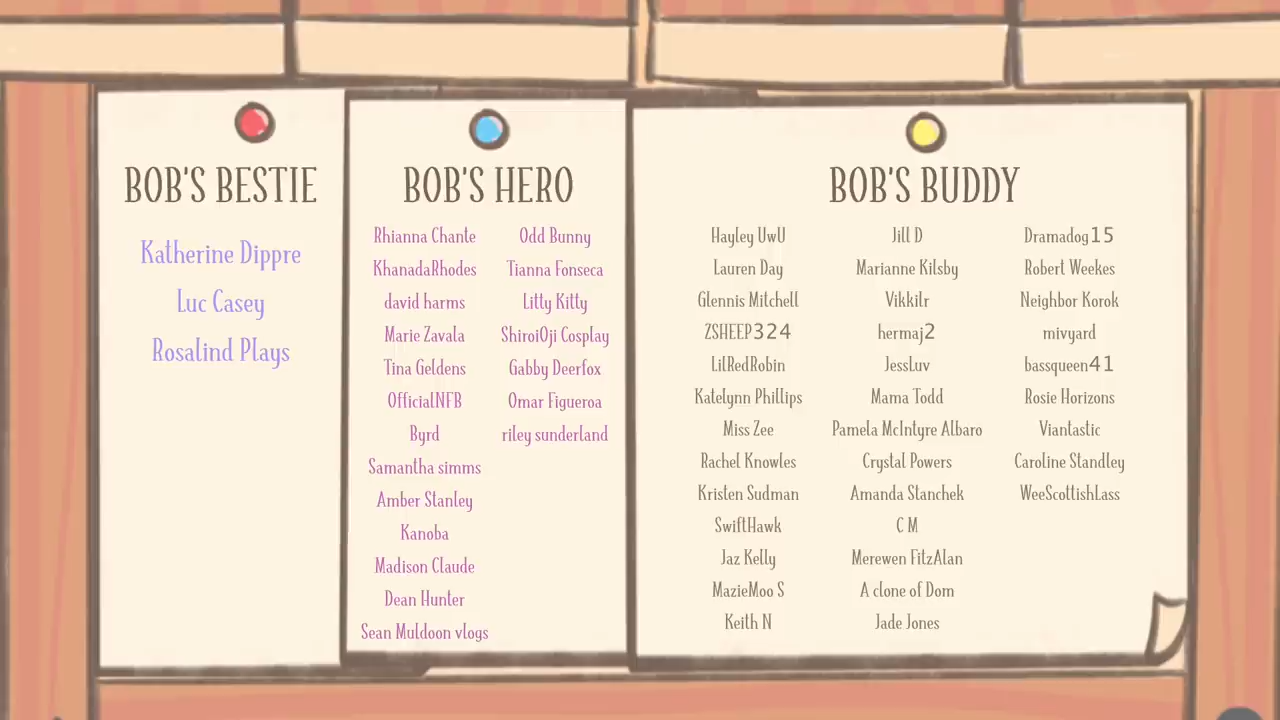 BOB'S BESTIE
Katherine Dippre
Luc Casey
Rosalind Plays
BOB'S HERO
Rhianna Chante
KhanadaRhodes
david harms
Marie Zavala
Tina Geldens
OfficialNFB
Byrd
Samantha simms
Amber Stanley
Kanoba
Madison Claude
Dean Hunter
Sean Muldoon vlogs
Odd Bunny
Tianna Fonseca
Litty Kitty
ShiroiOji Cosplay
Gabby Deerfox
Omar Figueroa
riley sunderland
BOB'S BUDDY
Hayley UwU
Lauren Day
Glennis Mitchell
ZSHEEP324
LilRedRobin
Katelynn Phillips
Miss Zee
Rachel Knowles
Kristen Sudman
SwiftHawk
Jaz Kelly
MazieMoo S
Keith N
Jill D
Marianne Kilsby
Vikkilr
hermaj2
JessLuv
Mama Todd
Pamela McIntyre Albaro
Crystal Powers
Amanda Stanchek
C M
Merewen FitzAlan
A clone of Dom
Jade Jones
Dramadog15
Robert Weekes
Neighbor Korok
mivyard
bassqueen41
Rosie Horizons
Viantastic
Caroline Standley
WeeScottishLass